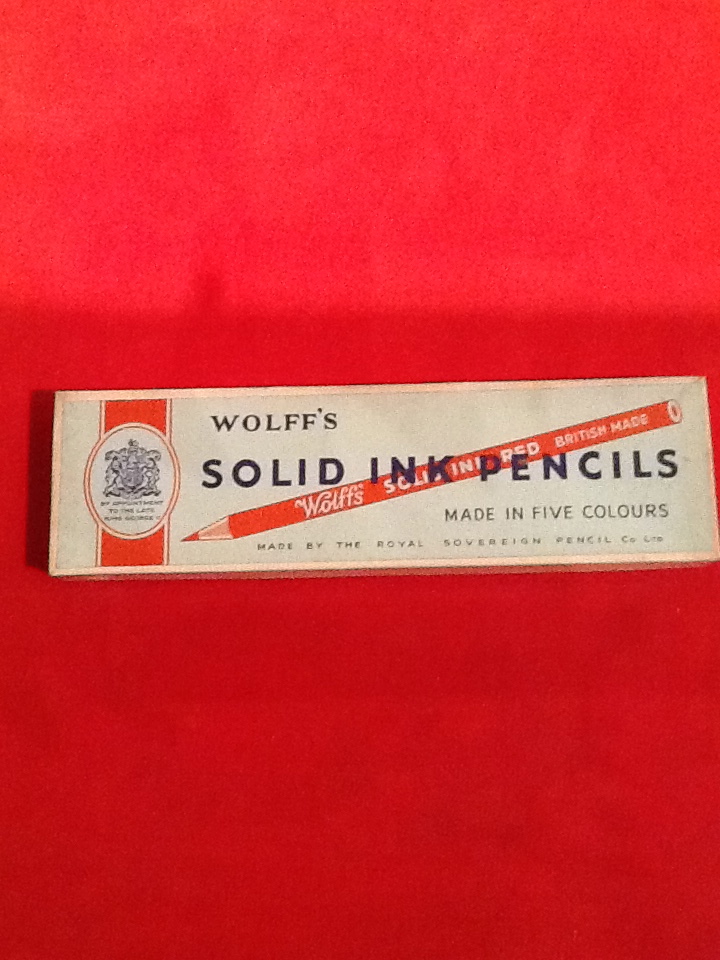 WOLFF'S
SOLID INK PENCILS
Wolff's SOLID INK RED BRITISH MADE
MADE IN FIVE COLOURS
MADE BY THE ROYAL SOVEREIGN PENCIL Co LTD
BY APPOINTMENT
TO THE LATE
KING GEORGE V